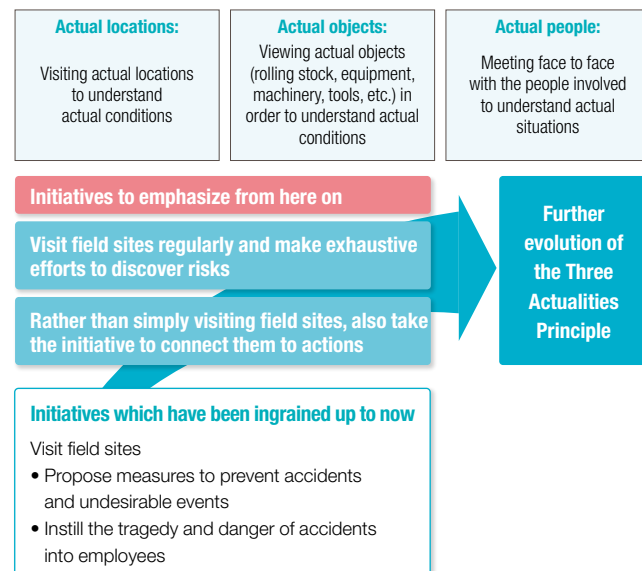 Actual locations:
Visiting actual locations
to understand
actual conditions
Actual objects:
Viewing actual objects
(rolling stock, equipment,
machinery, tools, etc.) in
order to understand actual
conditions
Actual people:
Meeting face to face
with the people involved
to understand actual
situations
Initiatives to emphasize from here on
Visit field sites regularly and make exhaustive
efforts to discover risks
Rather than simply visiting field sites, also take
the initiative to connect them to actions
Further
evolution of
the Three
Actualities
Principle
Initiatives which have been ingrained up to now
Visit field sites
• Propose measures to prevent accidents
and undesirable events
• Instill the tragedy and danger of accidents
into employees